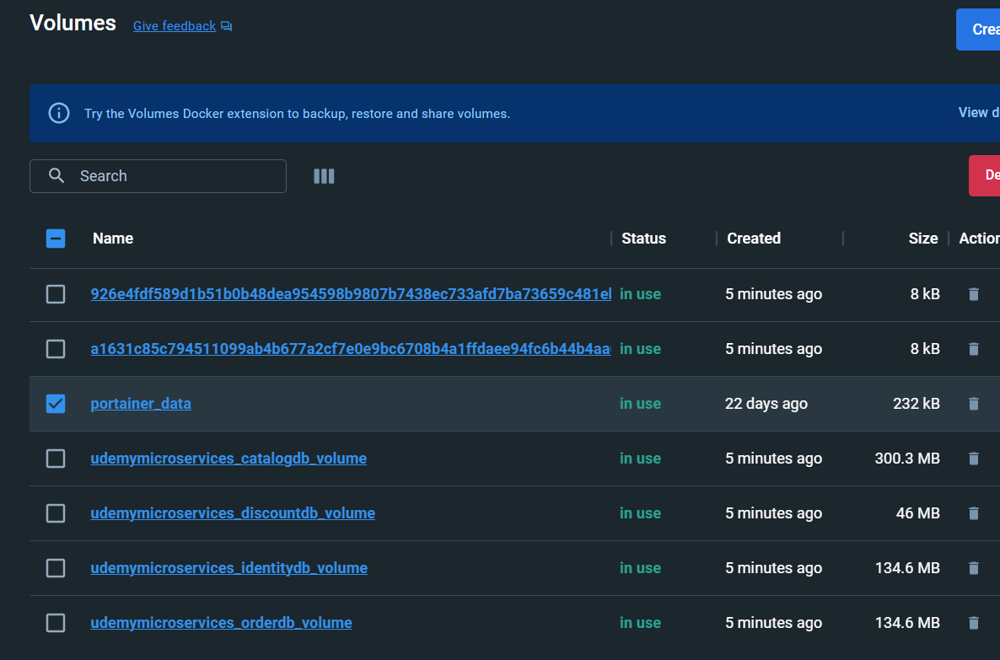 Volumes Give feedback
Crea
Try the Volumes Docker extension to backup, restore and share volumes. View d
Search
De
Name Status Created Size Action
926e4fdf589d1b51b0b48dea954598b9807b7438ec733afd7ba73659c481el in use 5 minutes ago 8 kB
a1631c85c794511099ab4b677a2cf7e0e9bc6708b4a1ffdaee94fc6b44b4aa in use 5 minutes ago 8 kB
portainer_data in use 22 days ago 232 kB
udemymicroservices_catalogdb_volume in use 5 minutes ago 300.3 MB
udemymicroservices_discountdb_volume in use 5 minutes ago 46 MB
udemymicroservices_identitydb_volume in use 5 minutes ago 134.6 MB
udemymicroservices_orderdb_volume in use 5 minutes ago 134.6 MB